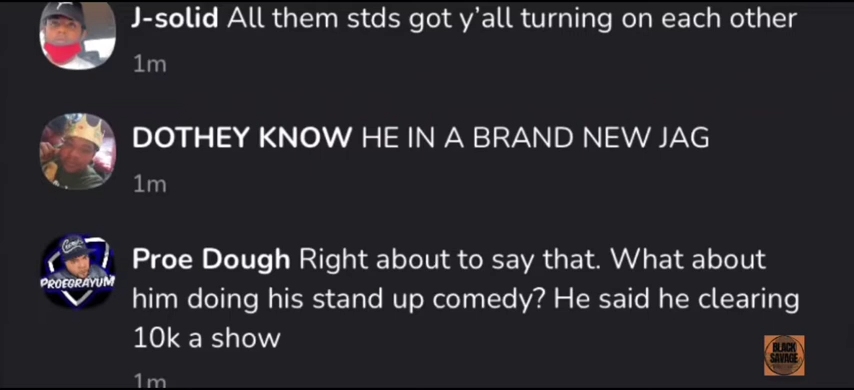 J-solid All them stds got y'all turning on each other
1m
DOTHEY KNOW HE IN A BRAND NEW JAG
1m
PROEGRAYUM
Proe Dough Right about to say that. What about
him doing his stand up comedy? He said he clearing
10k a show
1m
BLACK
SAVAGE